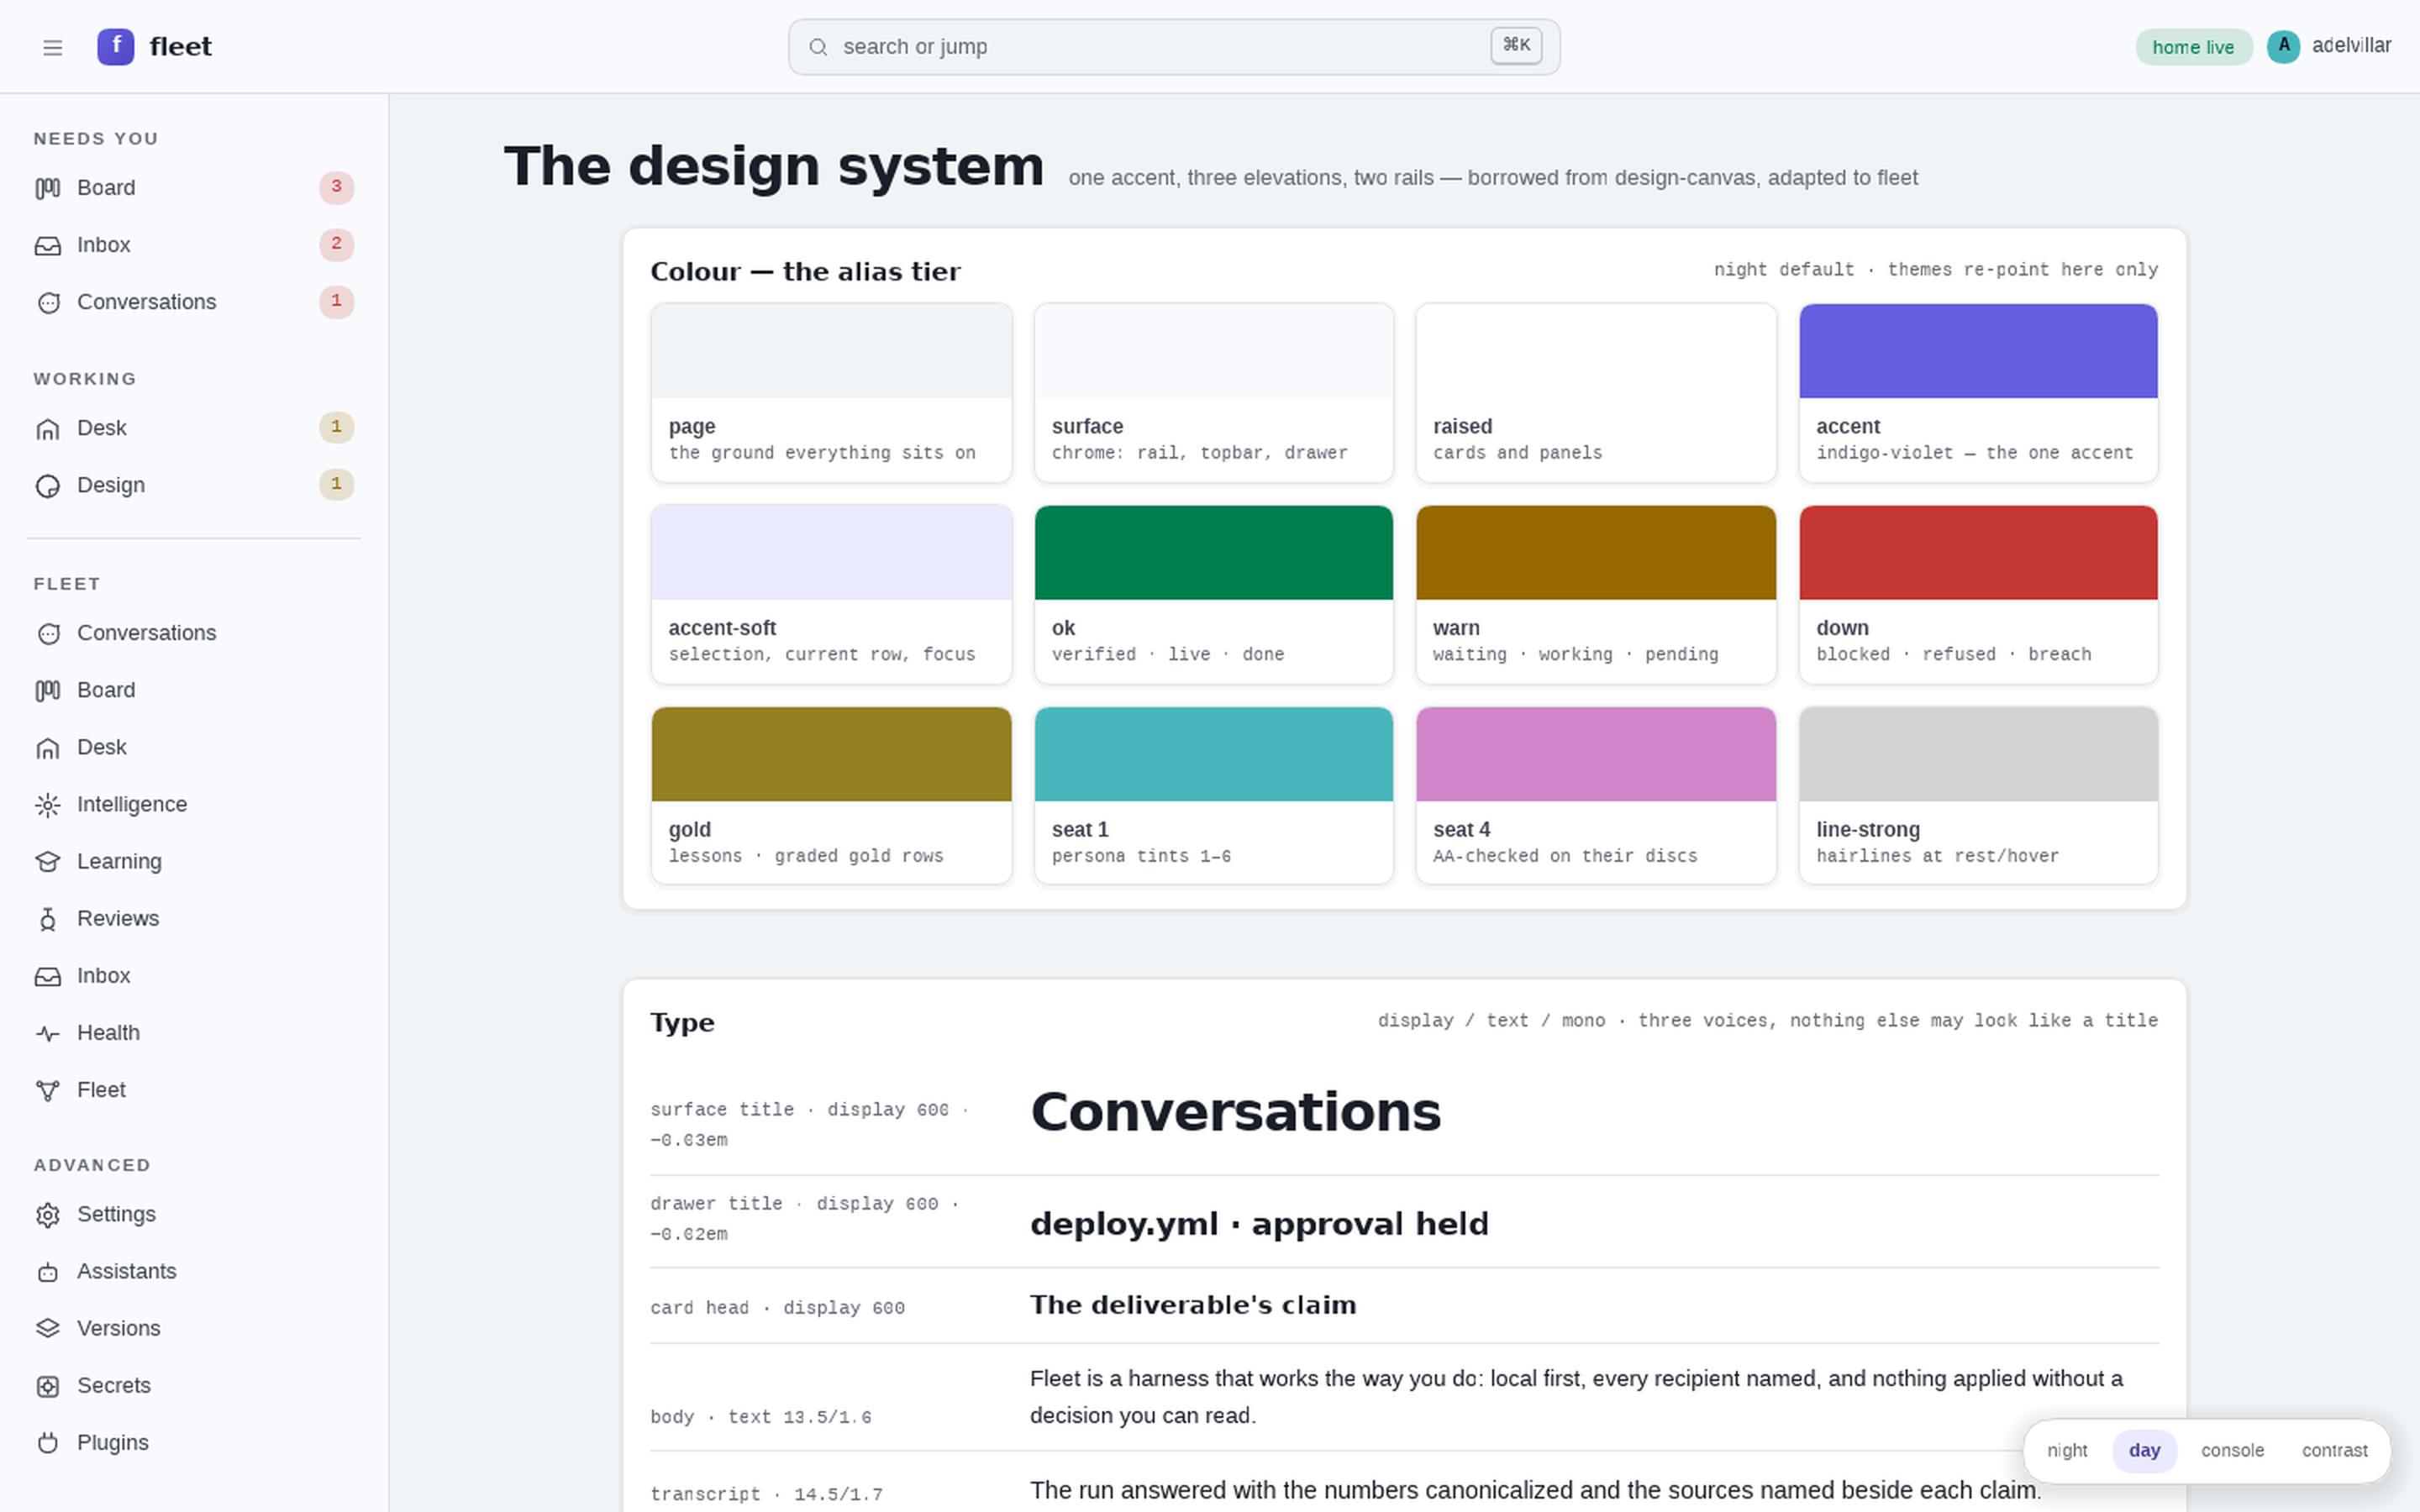 f fleet
search or jump ⌘K
home live A adelvillar
NEEDS YOU
Board 3
Inbox 2
Conversations 1
WORKING
Desk 1
Design 1
FLEET
Conversations
Board
Desk
Intelligence
Learning
Reviews
Inbox
Health
Fleet
ADVANCED
Settings
Assistants
Versions
Secrets
Plugins
The design system one accent, three elevations, two rails — borrowed from design-canvas, adapted to fleet
Colour — the alias tier night default · themes re-point here only
page
the ground everything sits on
surface
chrome: rail, topbar, drawer
raised
cards and panels
accent
indigo-violet — the one accent
accent-soft
selection, current row, focus
ok
verified · live · done
warn
waiting · working · pending
down
blocked · refused · breach
gold
lessons · graded gold rows
seat 1
persona tints 1–6
seat 4
AA-checked on their discs
line-strong
hairlines at rest/hover
Type display / text / mono · three voices, nothing else may look like a title
surface title · display 600 ·
−0.03em
Conversations
drawer title · display 600 ·
−0.02em
deploy.yml · approval held
card head · display 600
The deliverable's claim
body · text 13.5/1.6
Fleet is a harness that works the way you do: local first, every recipient named, and nothing applied without a
decision you can read.
transcript · 14.5/1.7
The run answered with the numbers canonicalized and the sources named beside each claim.
night day console contrast